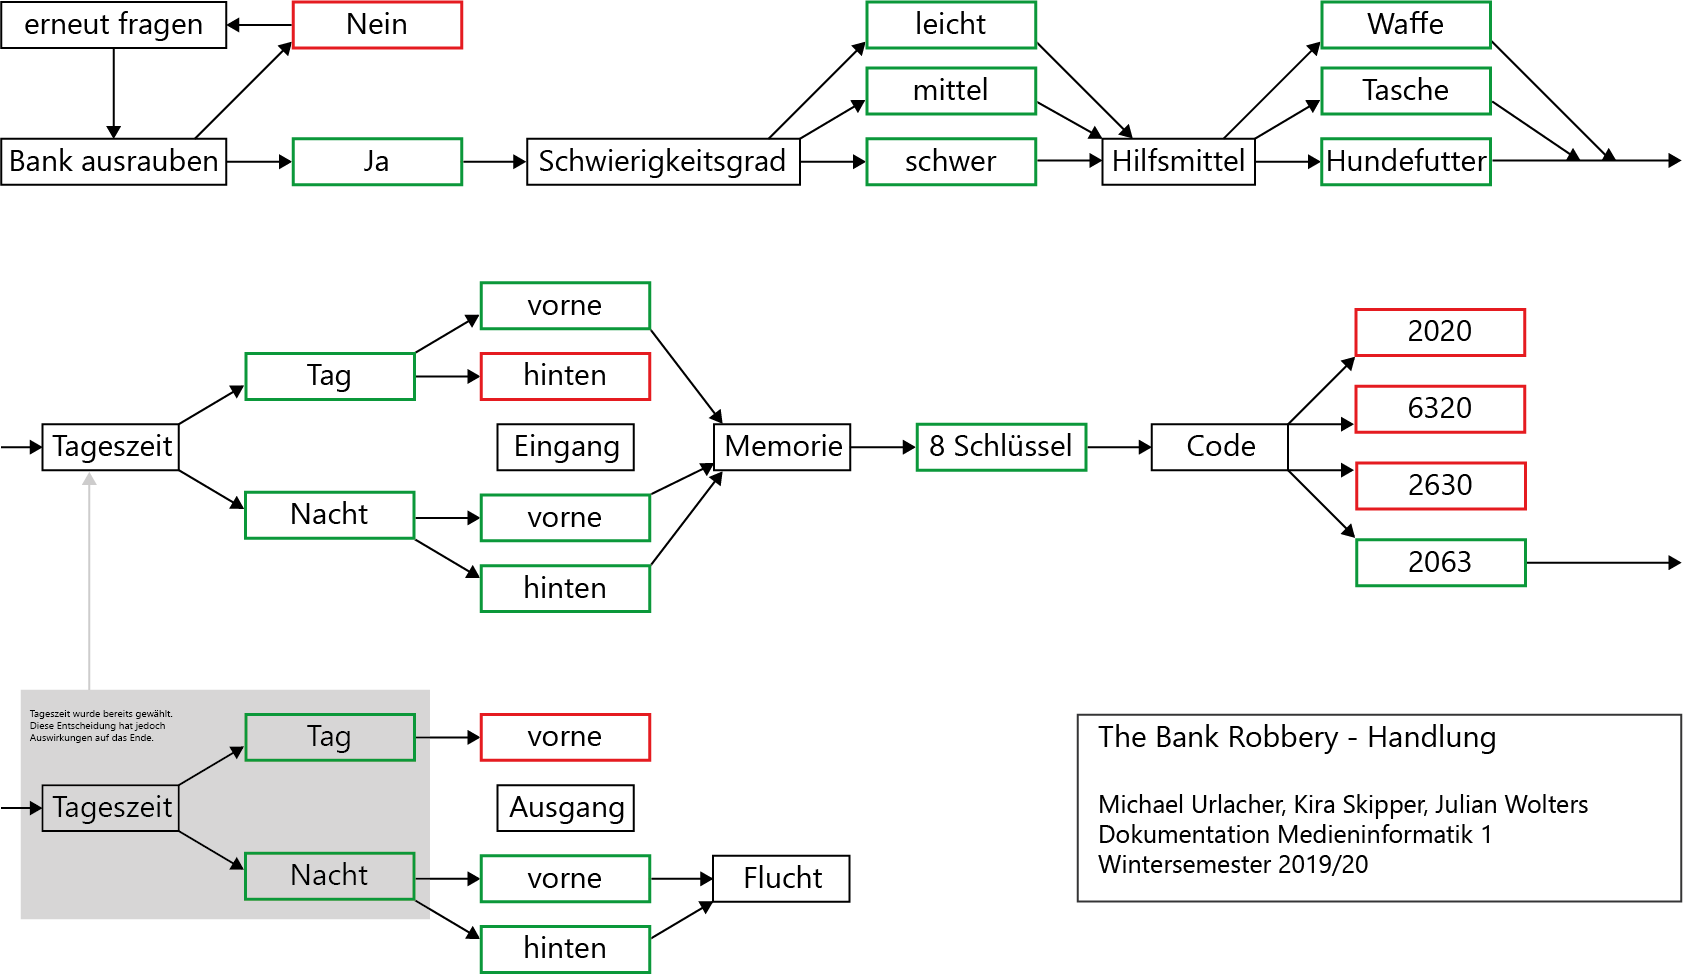 erneut fragen
Nein
leicht
Waffe
mittel
Tasche
Bank ausrauben
Ja
Schwierigkeitsgrad
schwer
Hilfsmittel
Hundefutter
vorne
2020
Tag
hinten
6320
Tageszeit
Eingang
Memorie
8 Schlüssel
Code
2630
Nacht
vorne
2063
hinten
Tageszeit wurde bereits gewählt.
Diese Entscheidung hat jedoch
Auswirkungen auf das Ende.
Tag
vorne
Tageszeit
Ausgang
Nacht
vorne
Flucht
hinten
The Bank Robbery - Handlung
Michael Urlacher, Kira Skipper, Julian Wolters
Dokumentation Medieninformatik 1
Wintersemester 2019/20